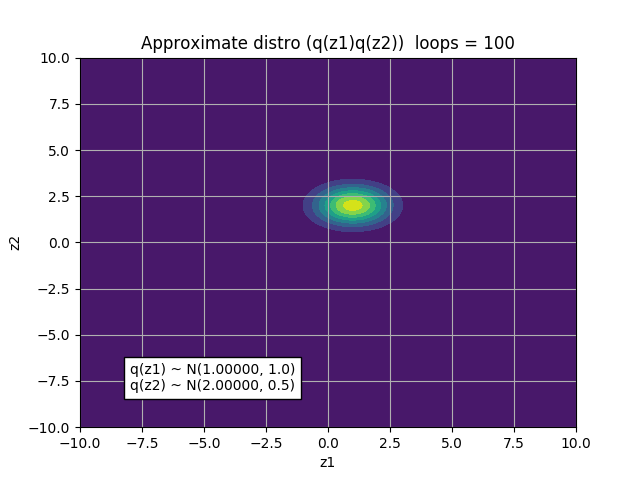 Approximate distro (q(z1)q(z2))  loops = 100
10.0
7.5
5.0
2.5
0.0
−2.5
−5.0
−7.5
−10.0
z2
q(z1) ~ N(1.00000, 1.0)
q(z2) ~ N(2.00000, 0.5)
−10.0 −7.5 −5.0 −2.5 0.0 2.5 5.0 7.5 10.0
z1